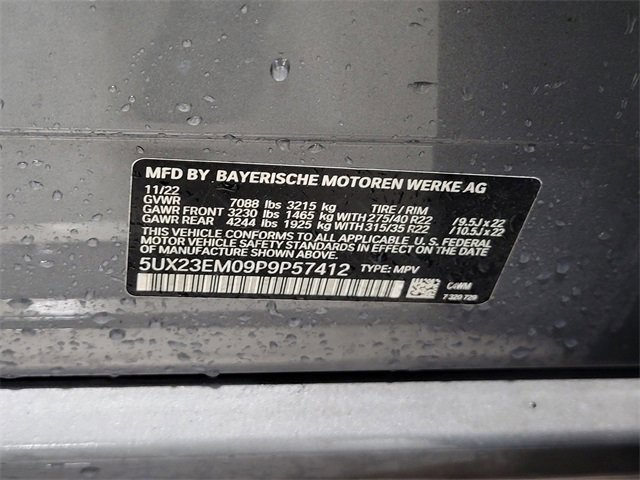 MFD BY BAYERISCHE MOTOREN WERKE AG
11/22
GVWR 7088 lbs 3215 kg TIRE / RIM
GAWR FRONT 3230 lbs 1465 kg WITH 275/40 R22 /9.5J x 22
GAWR REAR 4244 lbs 1925 kg WITH 315/35 R22 /10.5J x 22
THIS VEHICLE CONFORMS TO ALL APPLICABLE U.S. FEDERAL
MOTOR VEHICLE SAFETY STANDARDS IN EFFECT ON THE DATE
OF MANUFACTURE SHOWN ABOVE.
5UX23EM09P9P57412 TYPE: MPV
C4WM
7 320 729